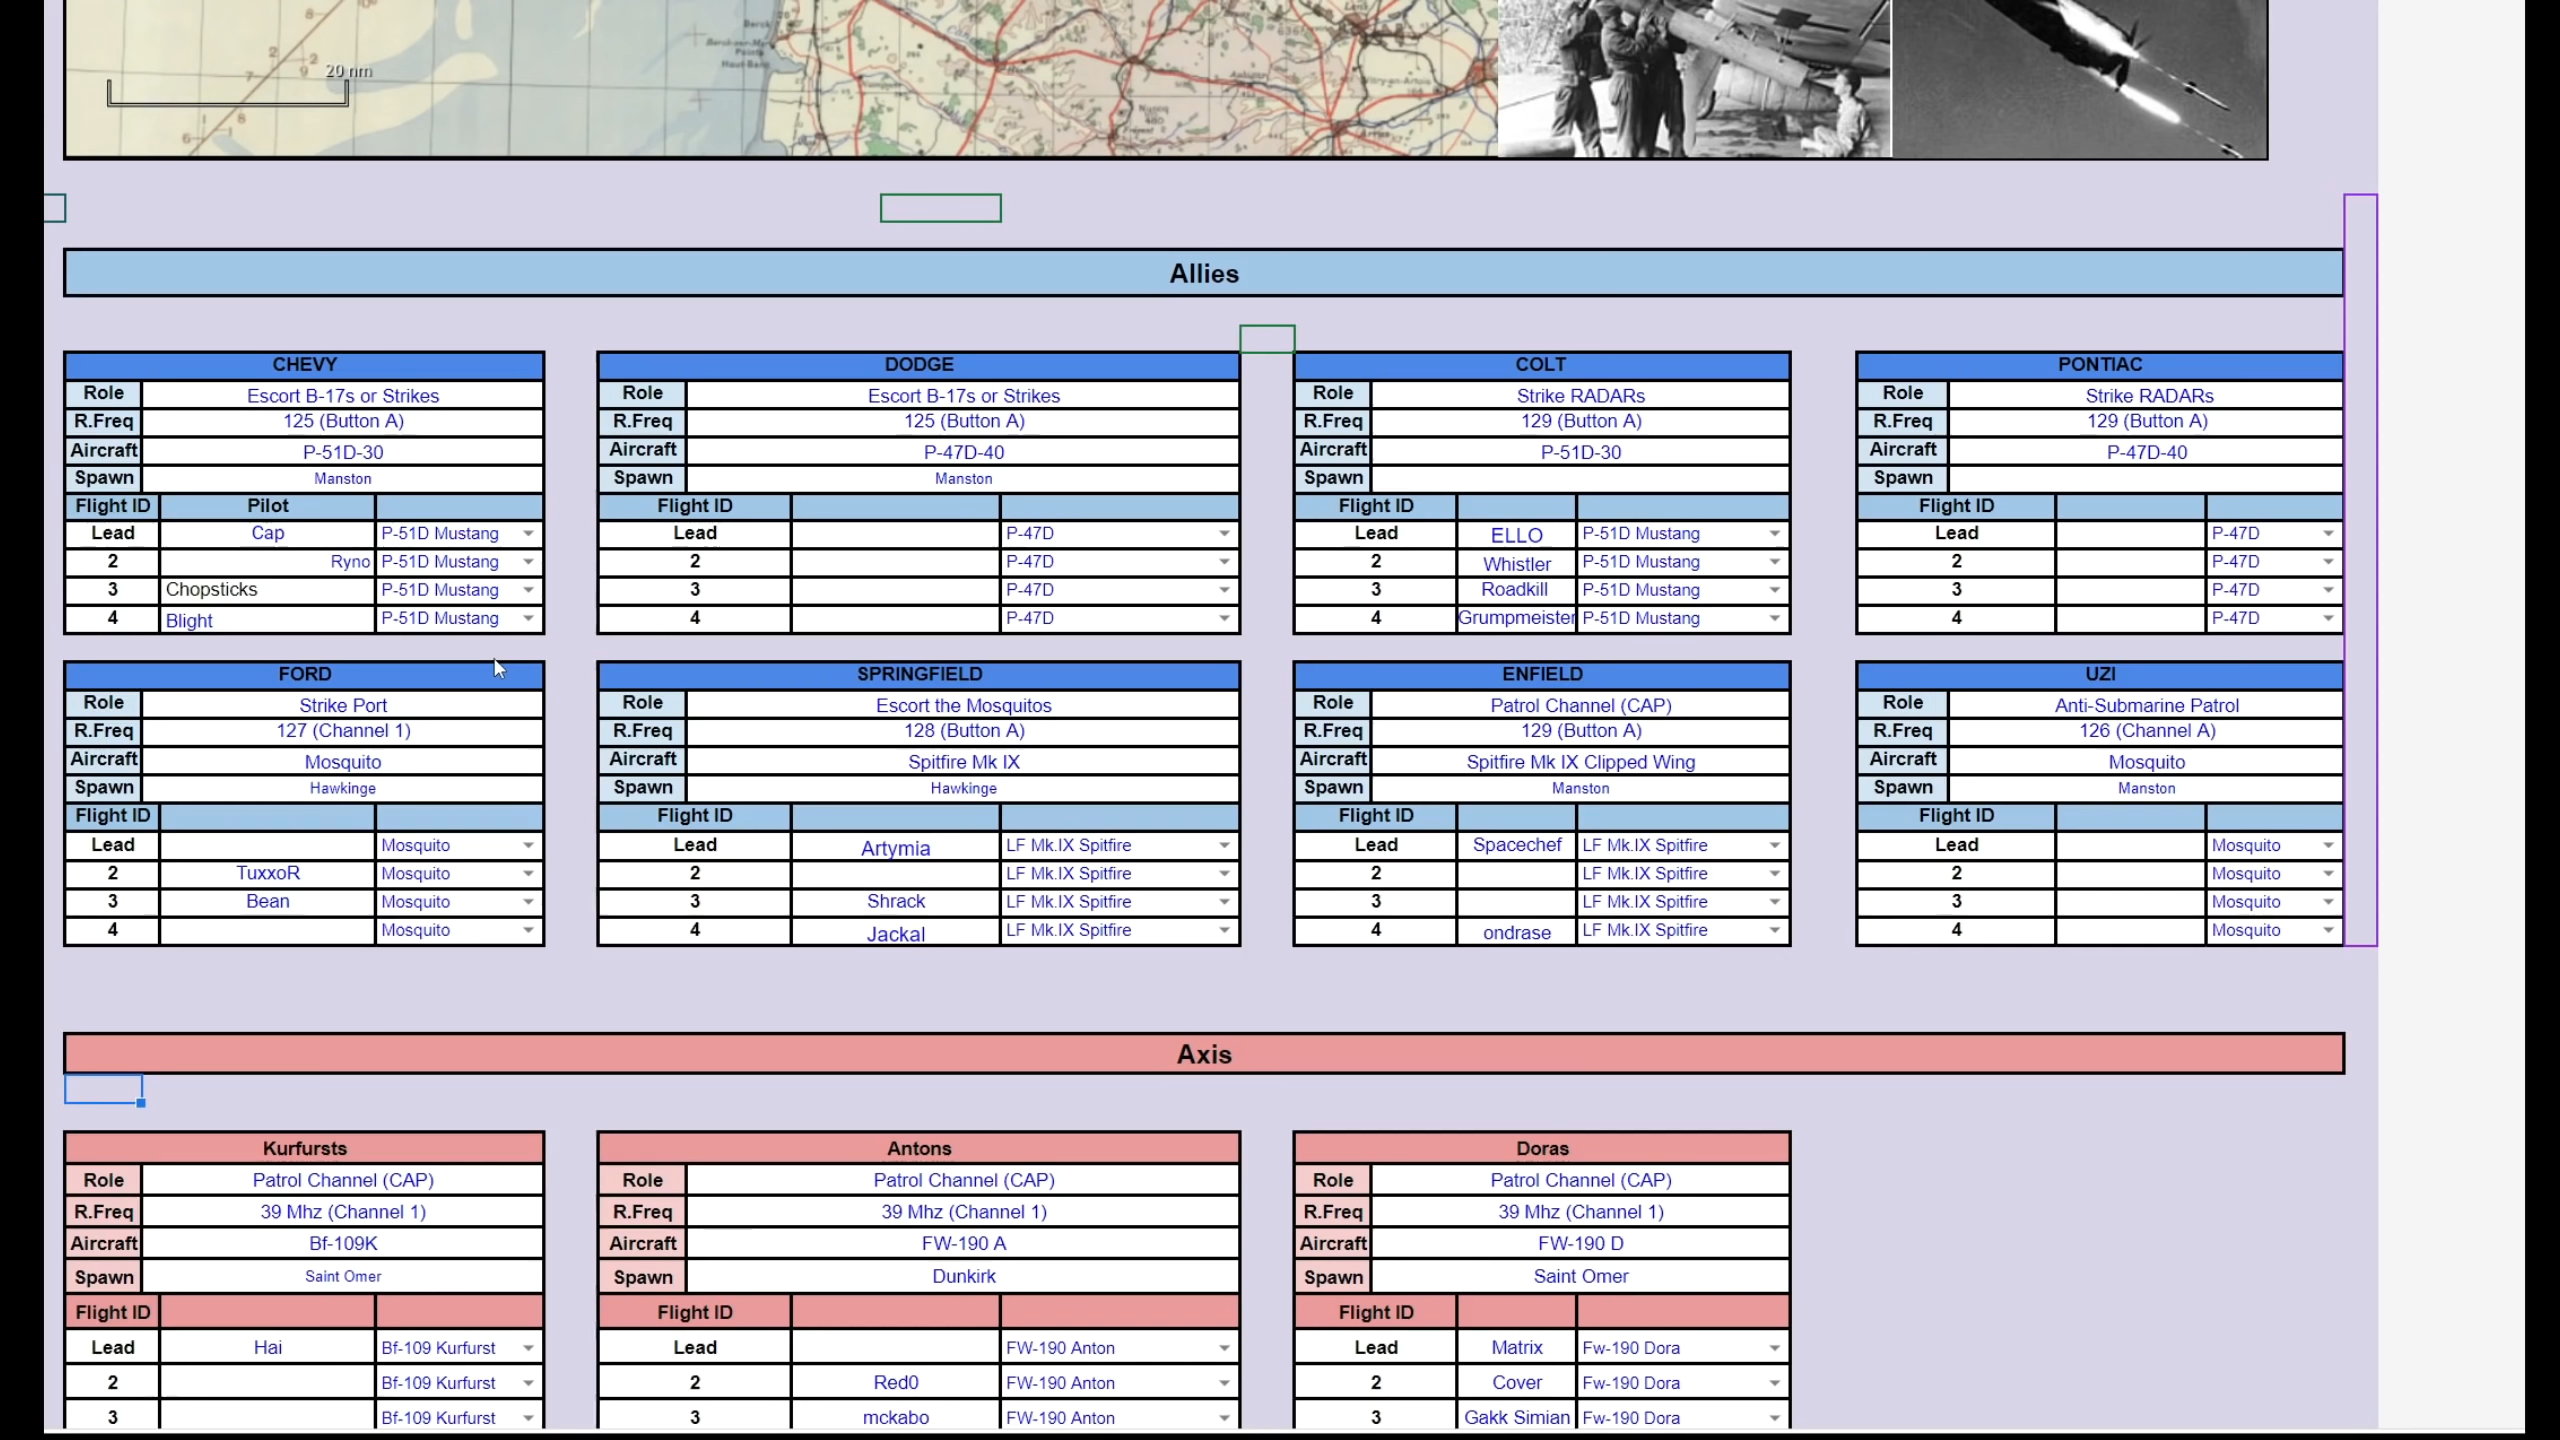 20 nm
Allies
CHEVY
Role Escort B-17s or Strikes
R.Freq 125 (Button A)
Aircraft P-51D-30
Spawn Manston
Flight ID Pilot
Lead Cap P-51D Mustang
2 Ryno P-51D Mustang
3 Chopsticks P-51D Mustang
4 Blight P-51D Mustang
DODGE
Role Escort B-17s or Strikes
R.Freq 125 (Button A)
Aircraft P-47D-40
Spawn Manston
Flight ID
Lead P-47D
2 P-47D
3 P-47D
4 P-47D
COLT
Role Strike RADARs
R.Freq 129 (Button A)
Aircraft P-51D-30
Spawn
Flight ID
Lead ELLO P-51D Mustang
2 Whistler P-51D Mustang
3 Roadkill P-51D Mustang
4 Grumpmeister P-51D Mustang
PONTIAC
Role Strike RADARs
R.Freq 129 (Button A)
Aircraft P-47D-40
Spawn
Flight ID
Lead P-47D
2 P-47D
3 P-47D
4 P-47D
FORD
Role Strike Port
R.Freq 127 (Channel 1)
Aircraft Mosquito
Spawn Hawkinge
Flight ID
Lead Mosquito
2 TuxxoR Mosquito
3 Bean Mosquito
4 Mosquito
SPRINGFIELD
Role Escort the Mosquitos
R.Freq 128 (Button A)
Aircraft Spitfire Mk IX
Spawn Hawkinge
Flight ID
Lead Artymia LF Mk.IX Spitfire
2 LF Mk.IX Spitfire
3 Shrack LF Mk.IX Spitfire
4 Jackal LF Mk.IX Spitfire
ENFIELD
Role Patrol Channel (CAP)
R.Freq 129 (Button A)
Aircraft Spitfire Mk IX Clipped Wing
Spawn Manston
Flight ID
Lead Spacechef LF Mk.IX Spitfire
2 LF Mk.IX Spitfire
3 LF Mk.IX Spitfire
4 ondrase LF Mk.IX Spitfire
UZI
Role Anti-Submarine Patrol
R.Freq 126 (Channel A)
Aircraft Mosquito
Spawn Manston
Flight ID
Lead Mosquito
2 Mosquito
3 Mosquito
4 Mosquito
Axis
Kurfursts
Role Patrol Channel (CAP)
R.Freq 39 Mhz (Channel 1)
Aircraft Bf-109K
Spawn Saint Omer
Flight ID
Lead Hai Bf-109 Kurfurst
2 Bf-109 Kurfurst
3 Bf-109 Kurfurst
Antons
Role Patrol Channel (CAP)
R.Freq 39 Mhz (Channel 1)
Aircraft FW-190 A
Spawn Dunkirk
Flight ID
Lead FW-190 Anton
2 Red0 FW-190 Anton
3 mckabo FW-190 Anton
Doras
Role Patrol Channel (CAP)
R.Freq 39 Mhz (Channel 1)
Aircraft FW-190 D
Spawn Saint Omer
Flight ID
Lead Matrix Fw-190 Dora
2 Cover Fw-190 Dora
3 Gakk Simian Fw-190 Dora